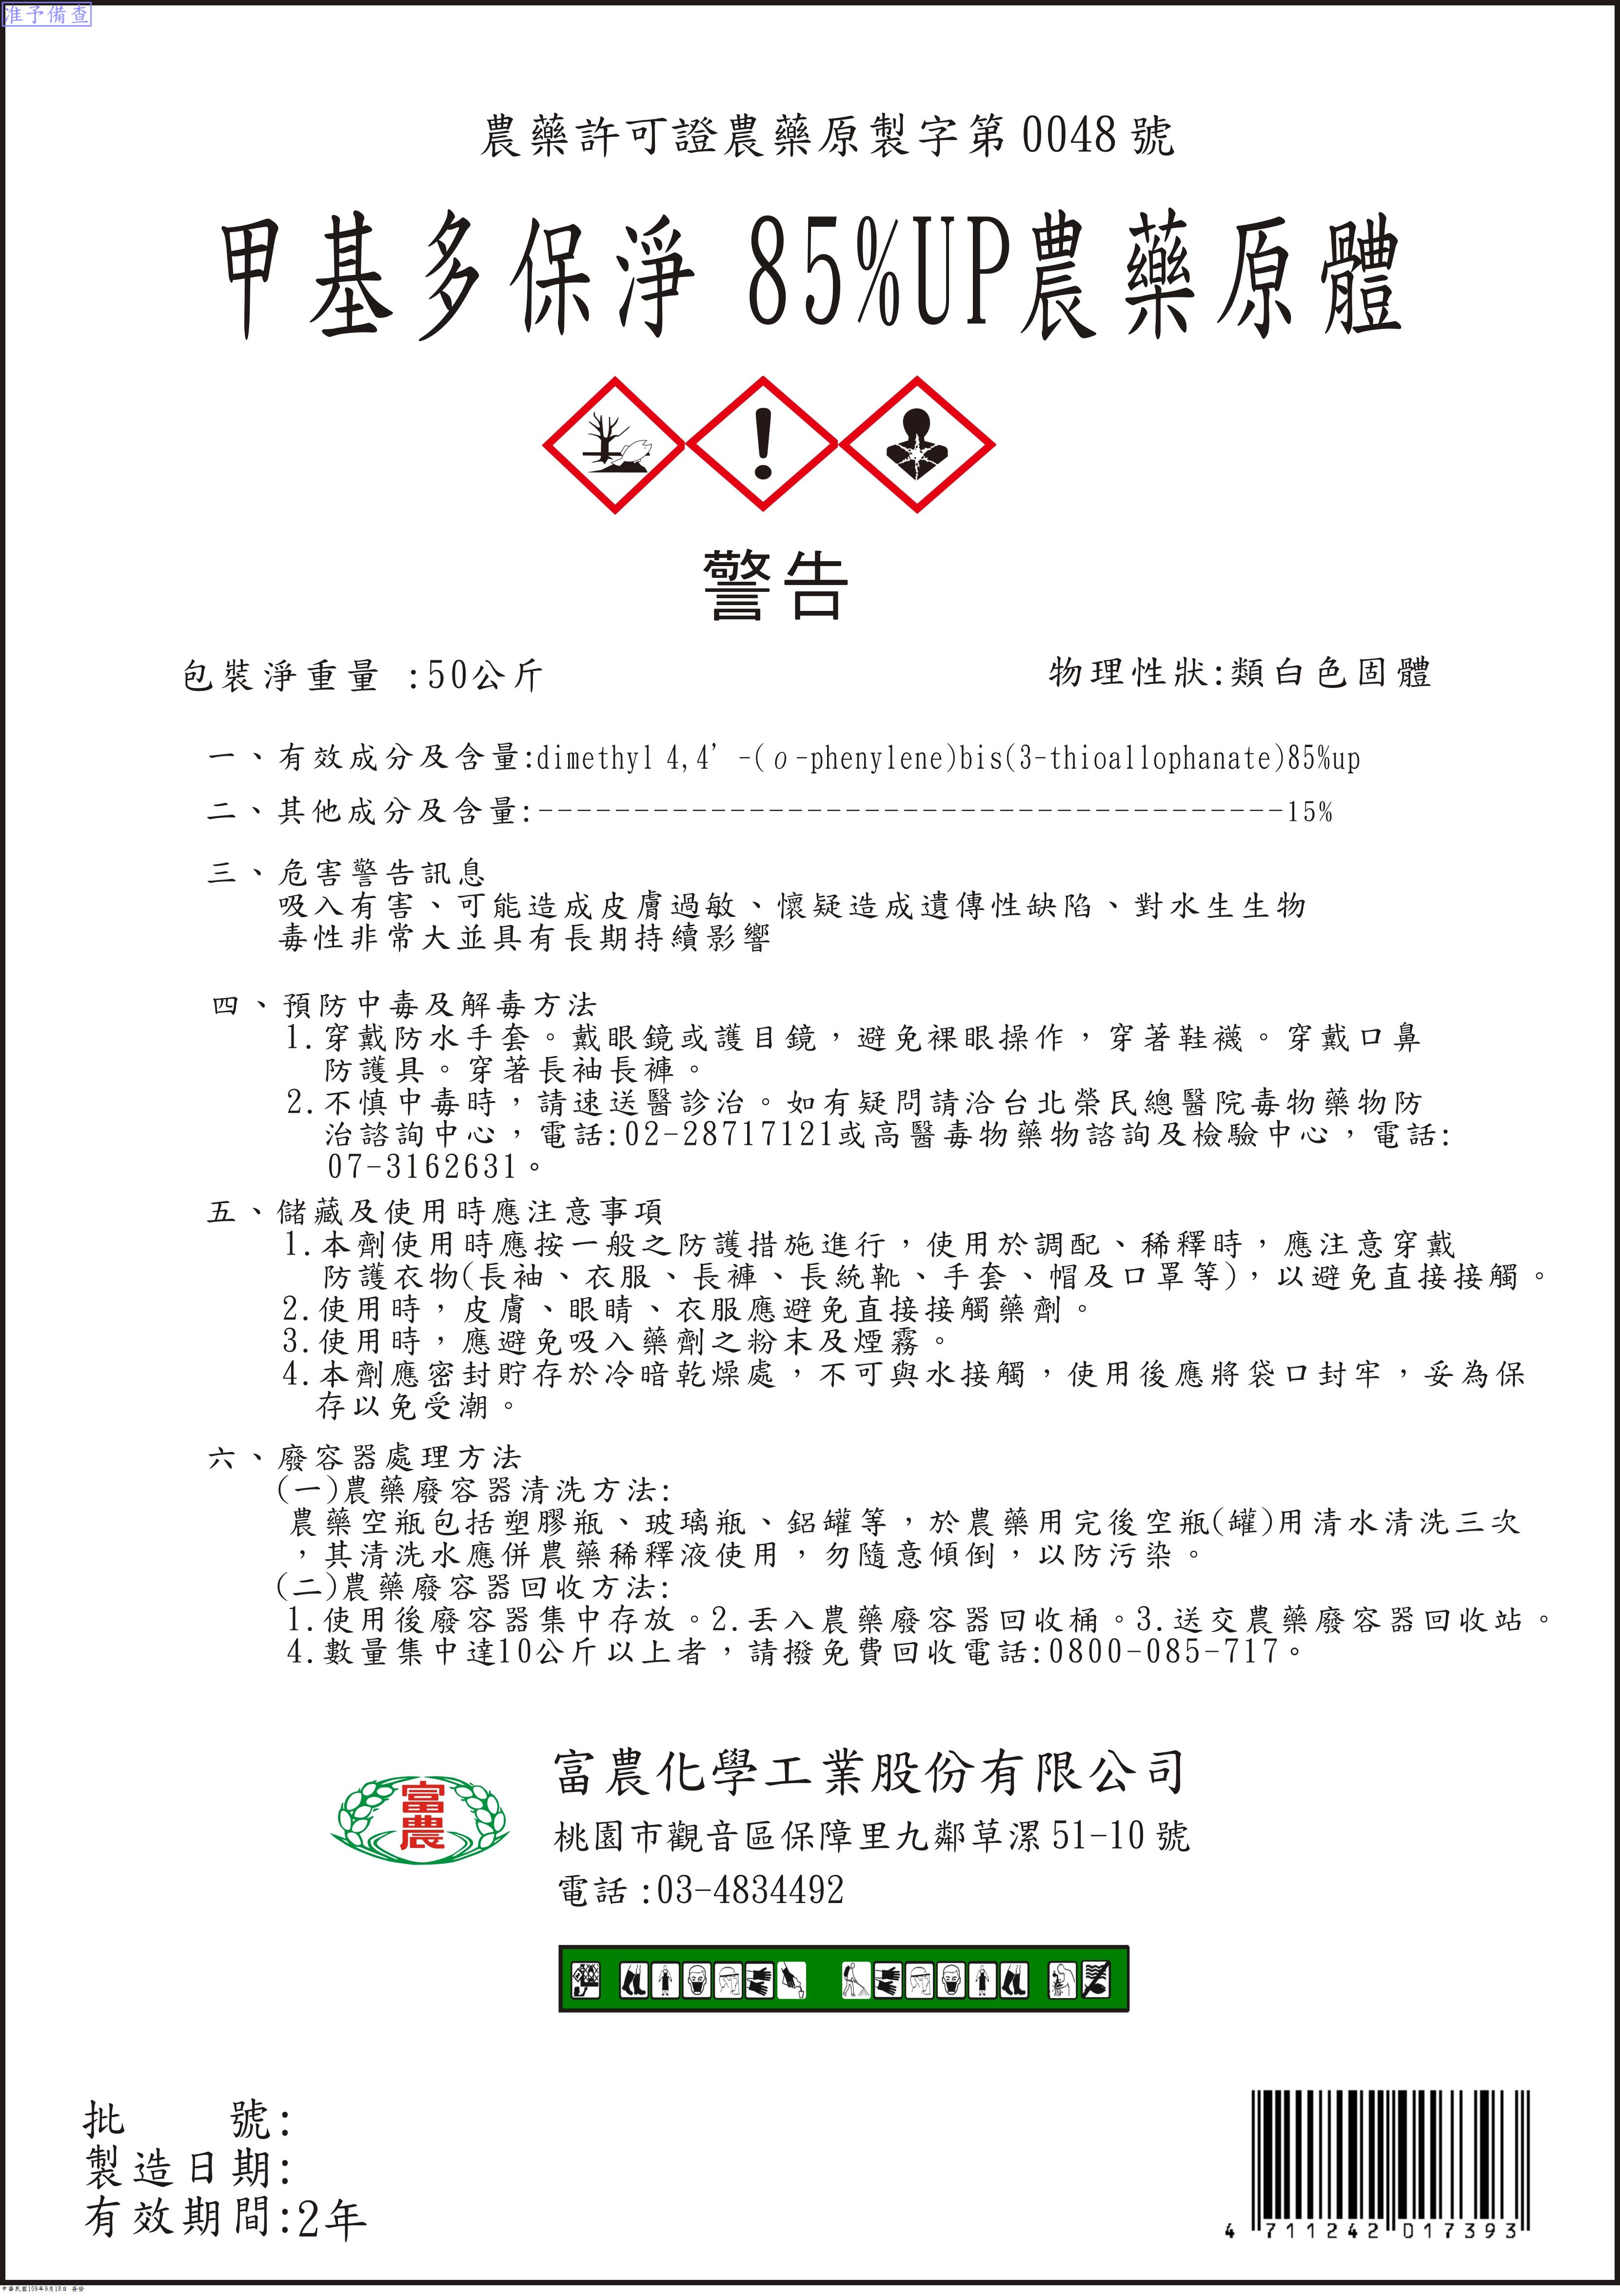 准予備查
農藥許可證農藥原製字第0048號
甲基多保淨 85%UP農藥原體
警告
包裝淨重量 :50公斤
物理性狀:類白色固體
一、有效成分及含量:dimethyl 4,4' -(o-phenylene)bis(3-thioallophanate)85%up
二、其他成分及含量:---------------------------------------15%
三、危害警告訊息
吸入有害、可能造成皮膚過敏、懷疑造成遺傳性缺陷、對水生生物
毒性非常大並具有長期持續影響
四、預防中毒及解毒方法
1.穿戴防水手套。戴眼鏡或護目鏡，避免裸眼操作，穿著鞋襪。穿戴口鼻
防護具。穿著長袖長褲。
2.不慎中毒時，請速送醫診治。如有疑問請洽台北榮民總醫院毒物藥物防
治諮詢中心，電話:02-28717121或高醫毒物藥物諮詢及檢驗中心，電話:
07-3162631。
五、儲藏及使用時應注意事項
1.本劑使用時應按一般之防護措施進行，使用於調配、稀釋時，應注意穿戴
防護衣物(長袖、衣服、長褲、長統靴、手套、帽及口罩等)，以避免直接接觸。
2.使用時，皮膚、眼睛、衣服應避免直接接觸藥劑。
3.使用時，應避免吸入藥劑之粉末及煙霧。
4.本劑應密封貯存於冷暗乾燥處，不可與水接觸，使用後應將袋口封牢，妥為保
存以免受潮。
六、廢容器處理方法
(一)農藥廢容器清洗方法:
農藥空瓶包括塑膠瓶、玻璃瓶、鋁罐等，於農藥用完後空瓶(罐)用清水清洗三次
，其清洗水應併農藥稀釋液使用，勿隨意傾倒，以防污染。
(二)農藥廢容器回收方法:
1.使用後廢容器集中存放。2.丟入農藥廢容器回收桶。3.送交農藥廢容器回收站。
4.數量集中達10公斤以上者，請撥免費回收電話:0800-085-717。
富農
富農化學工業股份有限公司
桃園市觀音區保障里九鄰草漯51-10號
電話:03-4834492
批 號:
製造日期:
有效期間:2年
4 711242 017393
中華民國109年9月18日 簽發